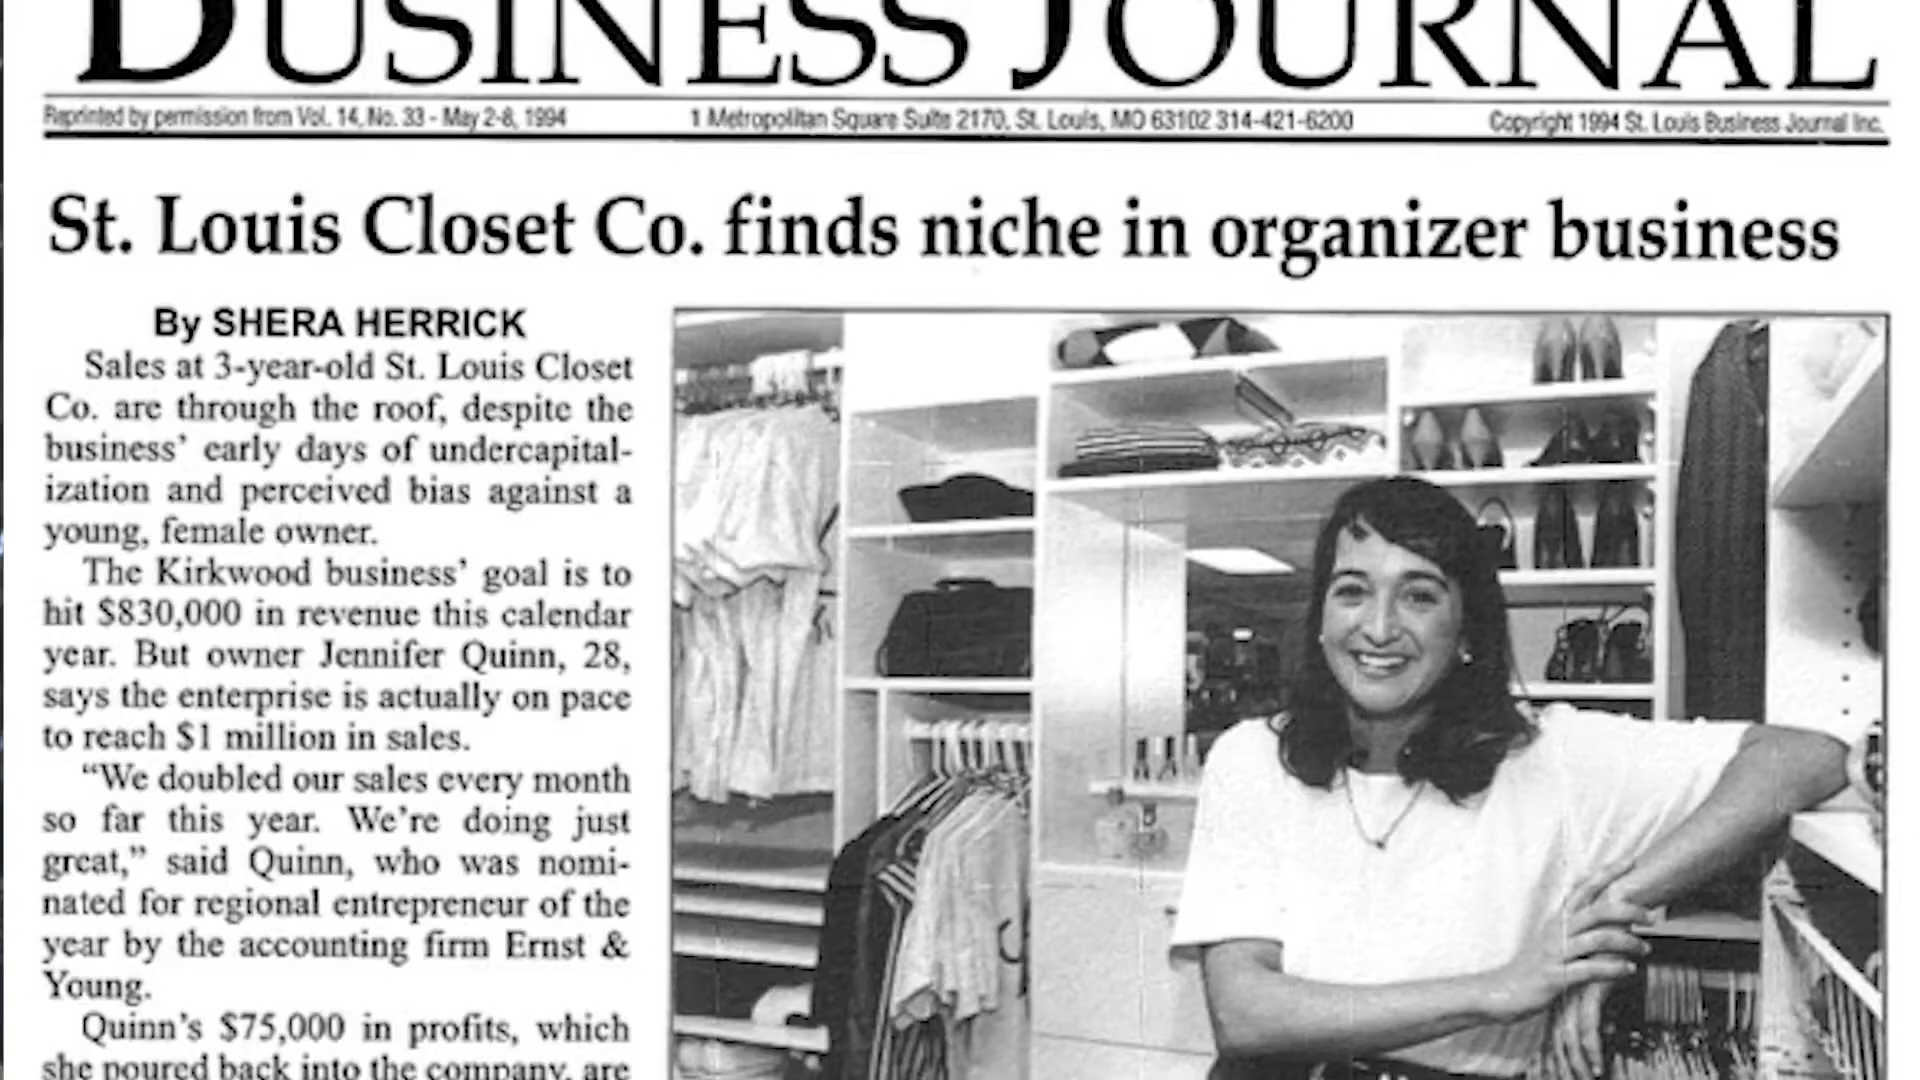 BUSINESS JOURNAL
Reprinted by permission from Vol. 14, No. 33 - May 2-8, 1994
1 Metropolitan Square Suite 2170, St. Louis, MO 63102 314-421-6200
Copyright 1994 St. Louis Business Journal Inc.
St. Louis Closet Co. finds niche in organizer business
By SHERA HERRICK
Sales at 3-year-old St. Louis Closet
Co. are through the roof, despite the
business’ early days of undercapital-
ization and perceived bias against a
young, female owner.
The Kirkwood business’ goal is to
hit $830,000 in revenue this calendar
year. But owner Jennifer Quinn, 28,
says the enterprise is actually on pace
to reach $1 million in sales.
“We doubled our sales every month
so far this year. We’re doing just
great,” said Quinn, who was nomi-
nated for regional entrepreneur of the
year by the accounting firm Ernst &
Young.
Quinn’s $75,000 in profits, which
she poured back into the company, are